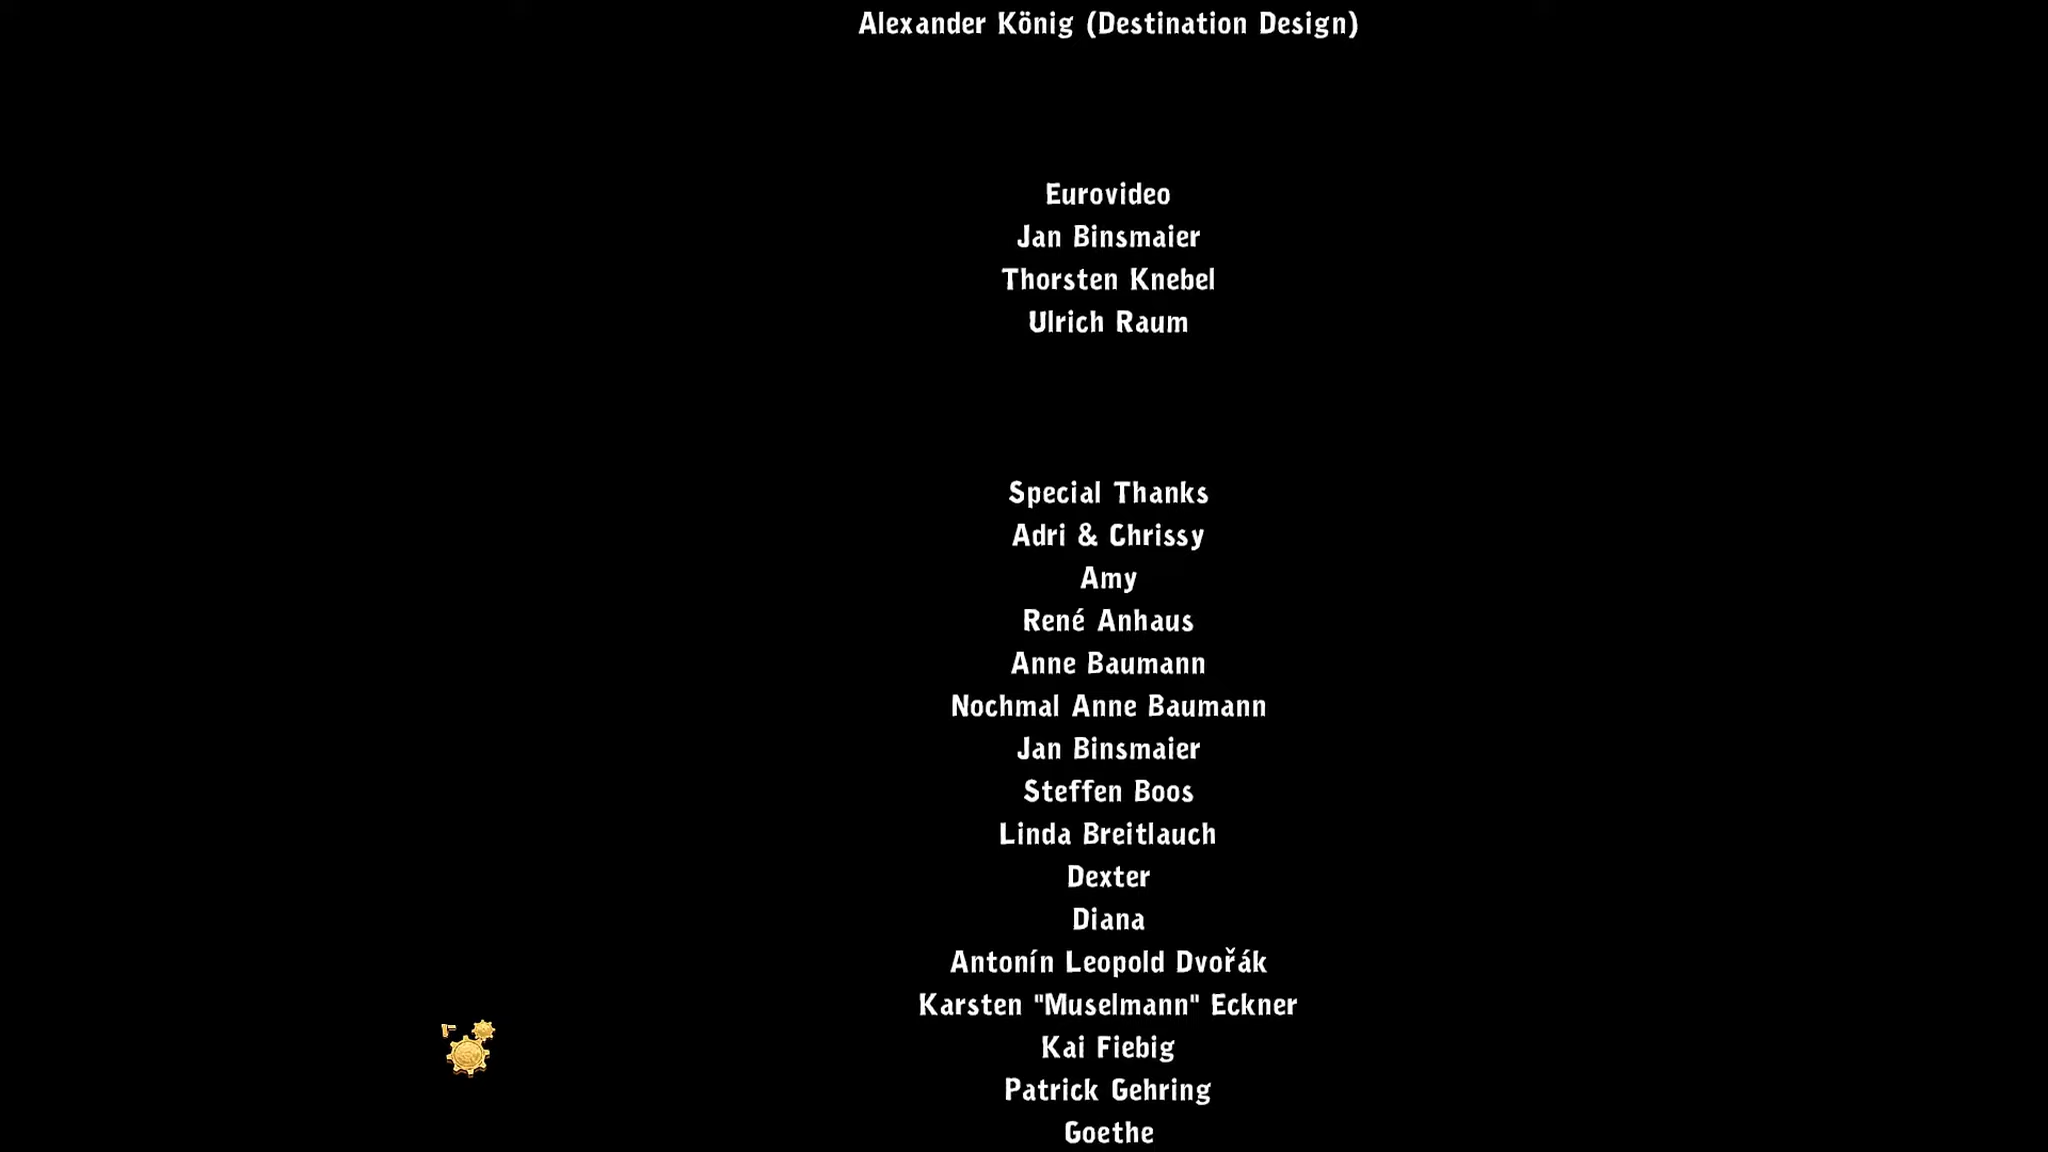 Alexander König (Destination Design)
Eurovideo
Jan Binsmaier
Thorsten Knebel
Ulrich Raum
Special Thanks
Adri & Chrissy
Amy
René Anhaus
Anne Baumann
Nochmal Anne Baumann
Jan Binsmaier
Steffen Boos
Linda Breitlauch
Dexter
Diana
Antonín Leopold Dvořák
Karsten "Muselmann" Eckner
Kai Fiebig
Patrick Gehring
Goethe